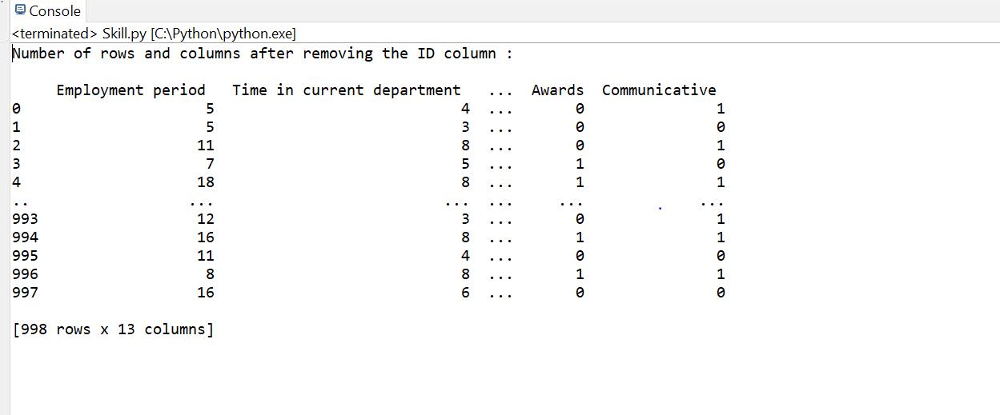 Console
<terminated> Skill.py [C:\Python\python.exe]
Number of rows and columns after removing the ID column :
Employment period Time in current department ... Awards Communicative
0 5 4 ... 0 1
1 5 3 ... 0 0
2 11 8 ... 0 1
3 7 5 ... 1 0
4 18 8 ... 1 1
.. ... ... ... ... ...
993 12 3 ... 0 1
994 16 8 ... 1 1
995 11 4 ... 0 0
996 8 8 ... 1 1
997 16 6 ... 0 0
[998 rows x 13 columns]